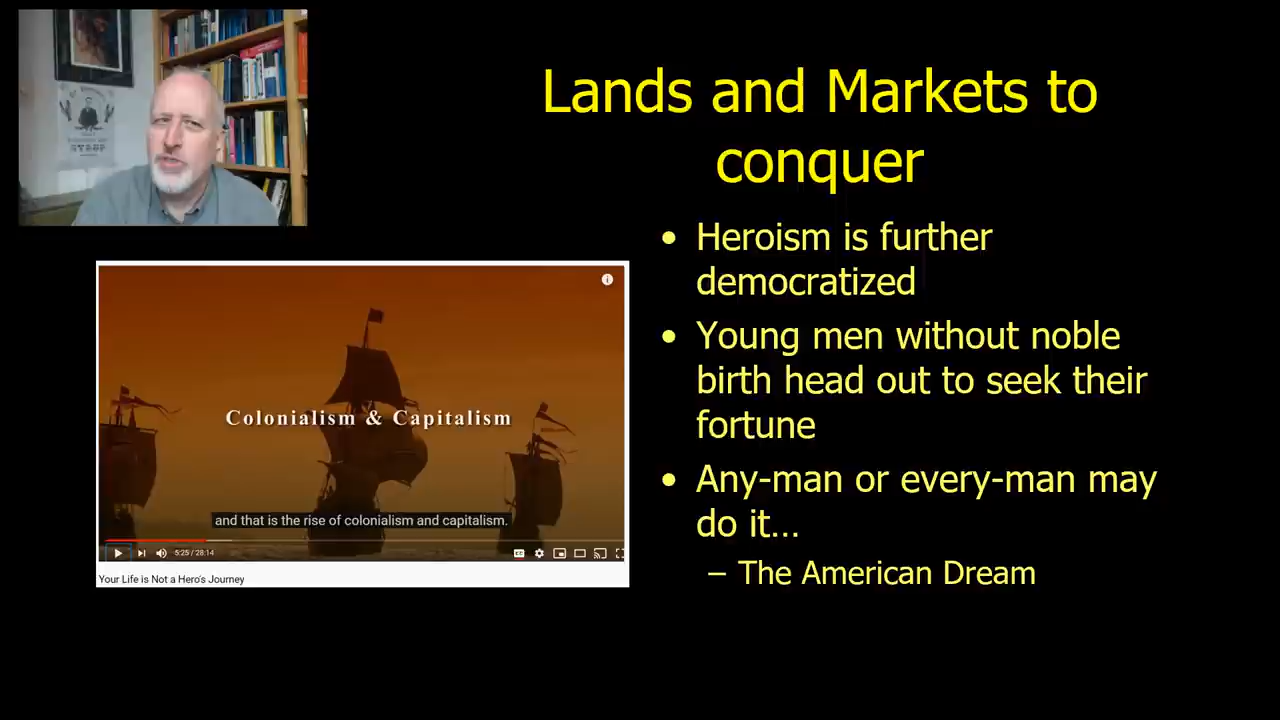 SYRUP
Lands and Markets to
conquer
• Heroism is further
democratized
• Young men without noble
birth head out to seek their
fortune
• Any-man or every-man may
do it...
– The American Dream
Colonialism & Capitalism
and that is the rise of colonialism and capitalism.
5:25 / 28:14
Your Life is Not a Hero's Journey